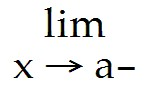 lim
x → a−